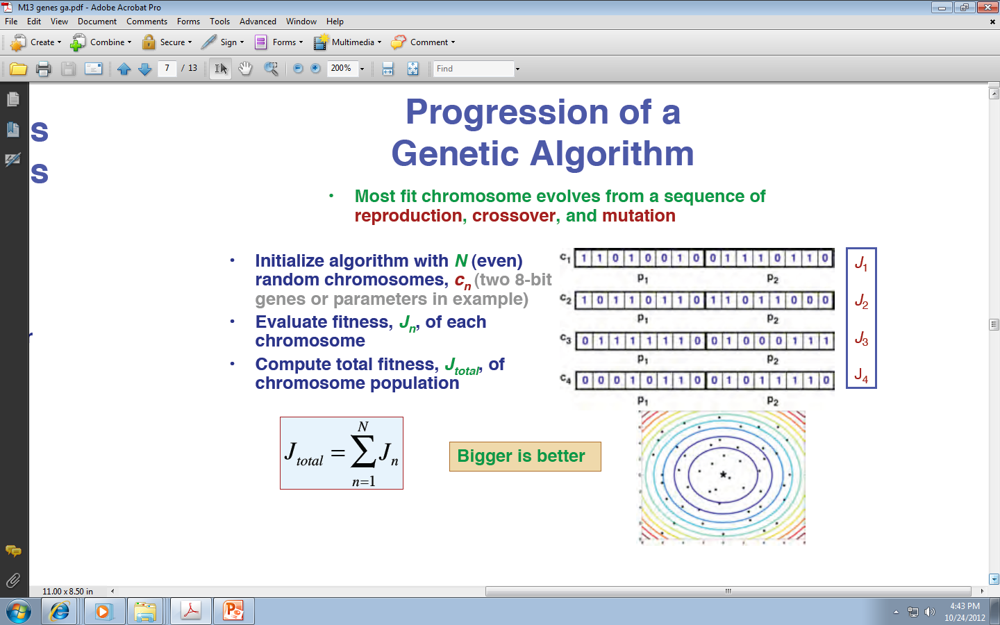 M13 genes ga.pdf - Adobe Acrobat Pro
File Edit View Document Comments Forms Tools Advanced Window Help
Create Combine Secure Sign Forms Multimedia Comment
7 / 13 200% Find
s
s
Progression of a
Genetic Algorithm
• Most fit chromosome evolves from a sequence of
reproduction, crossover, and mutation
• Initialize algorithm with N (even)
random chromosomes, cn (two 8-bit
genes or parameters in example)
• Evaluate fitness, Jn, of each
chromosome
• Compute total fitness, Jtotal, of
chromosome population
c1 1 1 0 1 0 0 1 0 0 1 1 1 0 1 1 0 J1
p1 p2
c2 1 0 1 1 0 1 1 0 1 1 0 1 1 0 0 0 J2
p1 p2
c3 0 1 1 1 1 1 1 0 0 1 0 0 0 1 1 1 J3
p1 p2
c4 0 0 0 1 0 1 1 0 0 1 0 1 1 1 1 0 J4
p1 p2
Jtotal = N∑n=1 Jn
Bigger is better
11.00 x 8.50 in
4:43 PM
10/24/2012